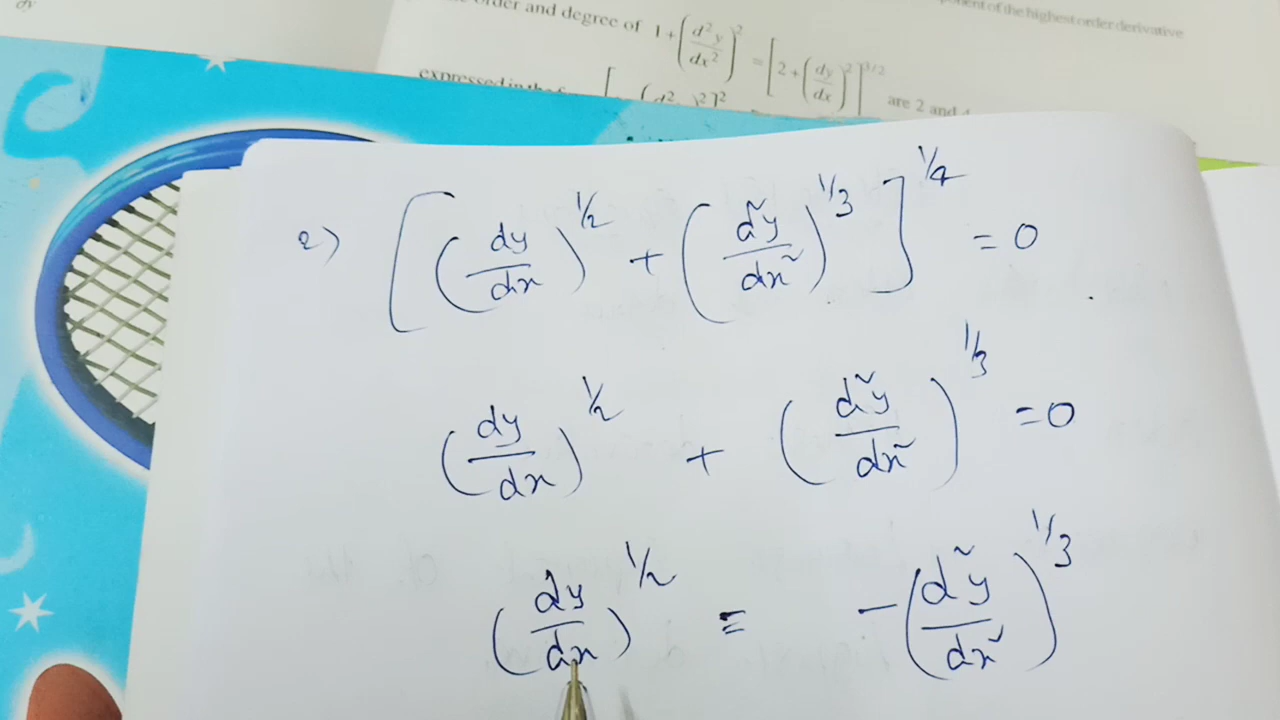 dy
order and degree of 1+(d²y/dx²)² = [2+(dy/dx)²]^3/2 are 2 and
of the highest order derivative
expressed in the
2) [(dy/dx)^1/2 + (d²y/dx²)^1/3]^1/4 = 0
(dy/dx)^1/2 + (d²y/dx²)^1/3 = 0
(dy/dx)^1/2 = -(d²y/dx²)^1/3